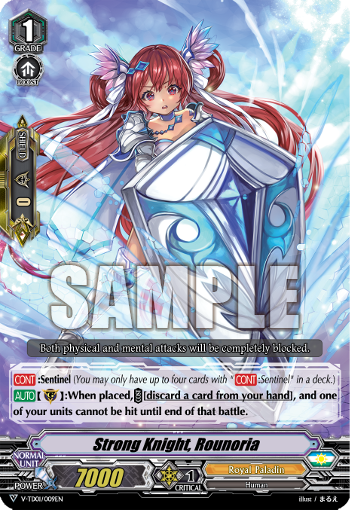 1
GRADE
BOOST
SHIELD
0
SAMPLE
Both physical and mental attacks will be completely blocked.
CONT:Sentinel (You may only have up to four cards with "CONT:Sentinel" in a deck.)
AUTO[ ]:When placed, [discard a card from your hand], and one
of your units cannot be hit until end of that battle.
Strong Knight, Rounoria
NORMAL
UNIT
POWER 7000 1
CRITICAL
Royal Paladin
Human
V-TD01/009EN
illust / まるえ